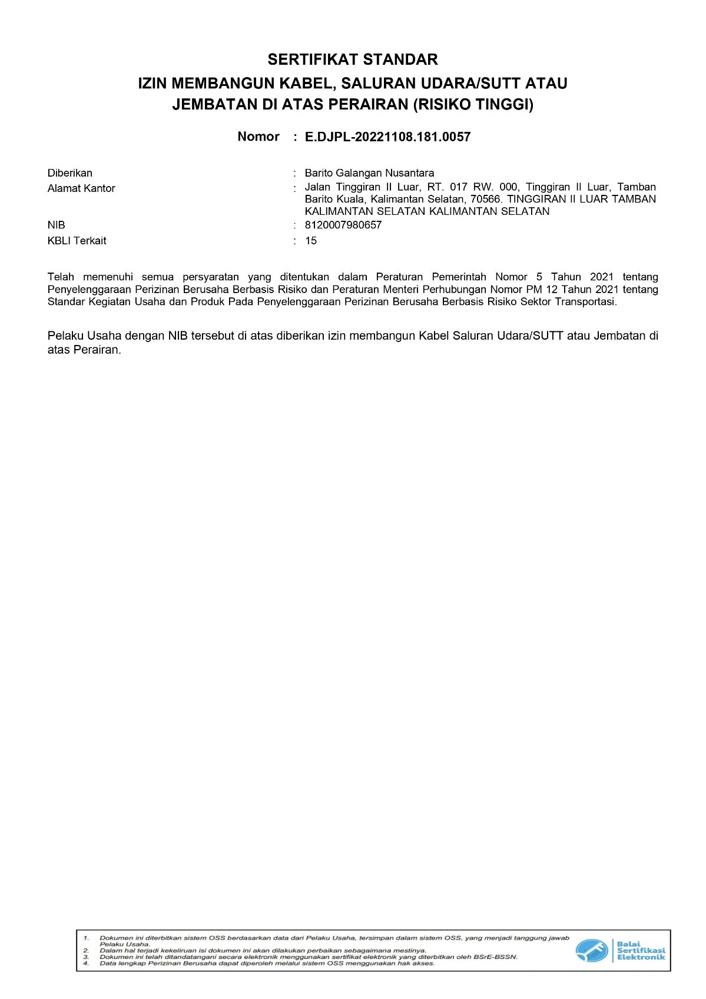 SERTIFIKAT STANDAR
IZIN MEMBANGUN KABEL, SALURAN UDARA/SUTT ATAU
JEMBATAN DI ATAS PERAIRAN (RISIKO TINGGI)
Nomor : E.DJPL-20221108.181.0057
Diberikan : Barito Galangan Nusantara
Alamat Kantor : Jalan Tinggiran II Luar, RT. 017 RW. 000, Tinggiran II Luar, Tamban
Barito Kuala, Kalimantan Selatan, 70566. TINGGIRAN II LUAR TAMBAN
KALIMANTAN SELATAN KALIMANTAN SELATAN
NIB : 8120007980657
KBLI Terkait : 15
Telah memenuhi semua persyaratan yang ditentukan dalam Peraturan Pemerintah Nomor 5 Tahun 2021 tentang
Penyelenggaraan Perizinan Berusaha Berbasis Risiko dan Peraturan Menteri Perhubungan Nomor PM 12 Tahun 2021 tentang
Standar Kegiatan Usaha dan Produk Pada Penyelenggaraan Perizinan Berusaha Berbasis Risiko Sektor Transportasi.
Pelaku Usaha dengan NIB tersebut di atas diberikan izin membangun Kabel Saluran Udara/SUTT atau Jembatan di
atas Perairan.
1. Dokumen ini diterbitkan sistem OSS berdasarkan data dari Pelaku Usaha, tersimpan dalam sistem OSS, yang menjadi tanggung jawab
Pelaku Usaha.
2. Dalam hal terjadi kekeliruan isi dokumen ini akan dilakukan perbaikan sebagaimana mestinya.
3. Dokumen ini telah ditandatangani secara elektronik menggunakan sertifikat elektronik yang diterbitkan oleh BSrE-BSSN.
4. Data lengkap Perizinan Berusaha dapat diperoleh melalui sistem OSS menggunakan hak akses.
Balai
Sertifikasi
Elektronik